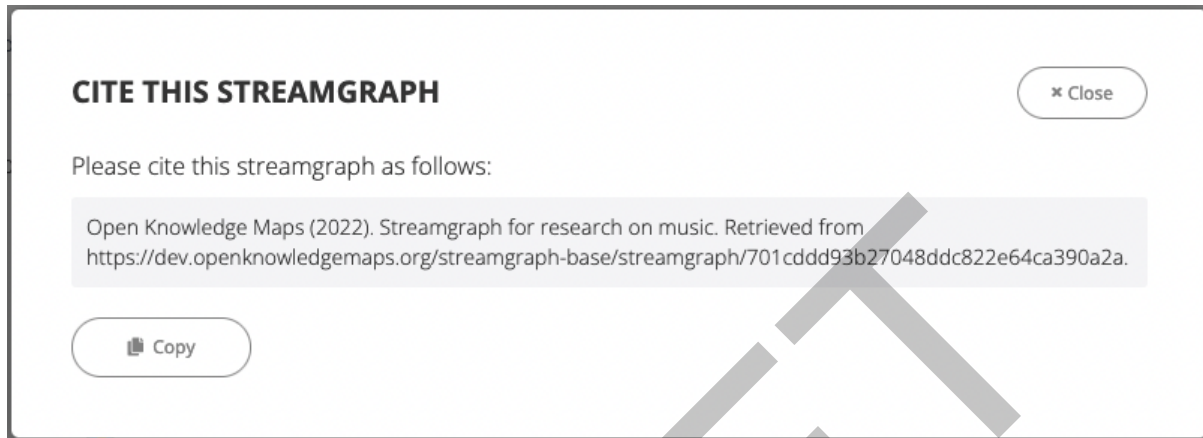 CITE THIS STREAMGRAPH
× Close
Please cite this streamgraph as follows:
Open Knowledge Maps (2022). Streamgraph for research on music. Retrieved from
https://dev.openknowledgemaps.org/streamgraph-base/streamgraph/701cddd93b27048ddc822e64ca390a2a.
Copy